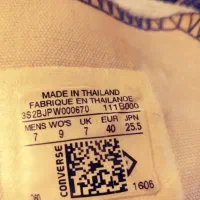 MADE IN THAILAND
FABRIQUE EN THAILANDE
3S2BJPW000670 111B000
MENS WO'S UK EUR JPN
7 9 7 40 25.5
CONVERSE
1606